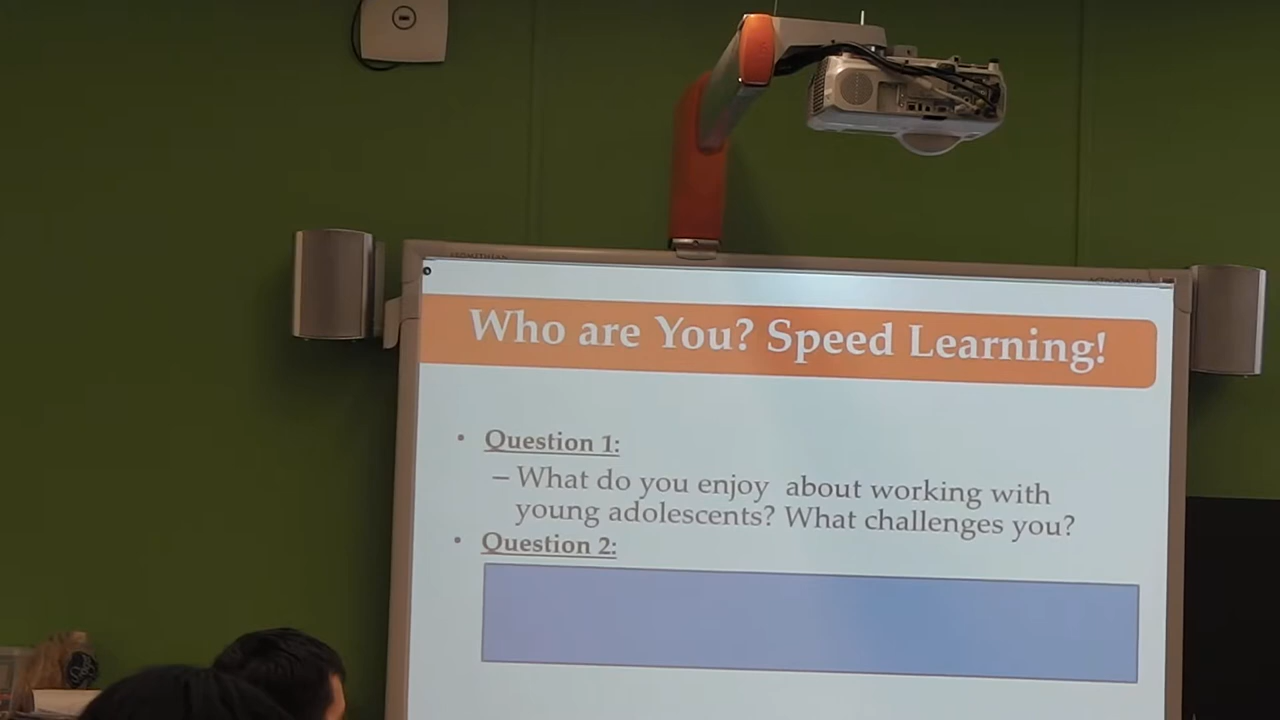 Who are You? Speed Learning!
• Question 1:
– What do you enjoy about working with
young adolescents? What challenges you?
• Question 2: